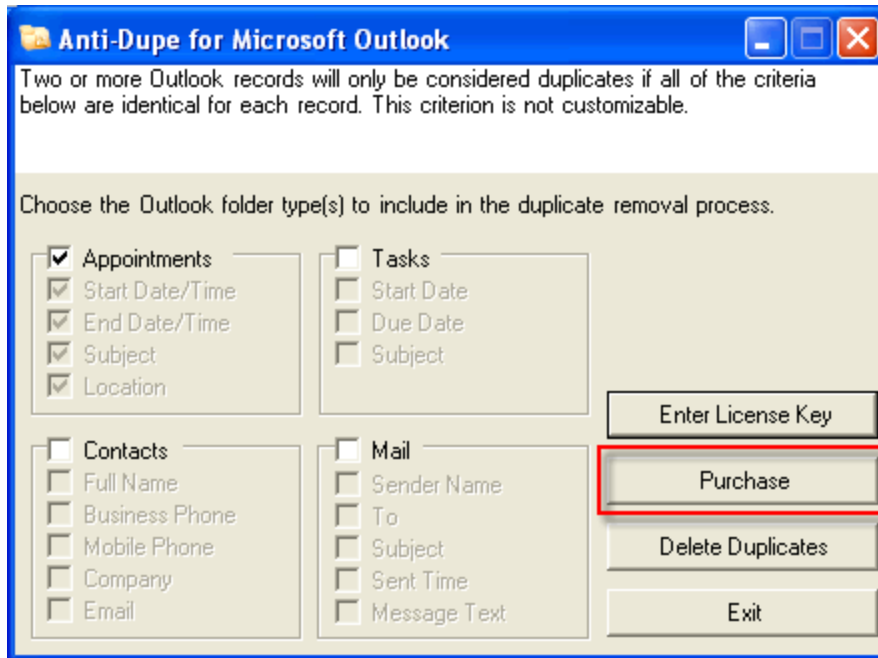 Anti-Dupe for Microsoft Outlook
Two or more Outlook records will only be considered duplicates if all of the criteria
below are identical for each record. This criterion is not customizable.
Choose the Outlook folder type(s) to include in the duplicate removal process.
Appointments
Start Date/Time
End Date/Time
Subject
Location
Tasks
Start Date
Due Date
Subject
Contacts
Full Name
Business Phone
Mobile Phone
Company
Email
Mail
Sender Name
To
Subject
Sent Time
Message Text
Enter License Key
Purchase
Delete Duplicates
Exit